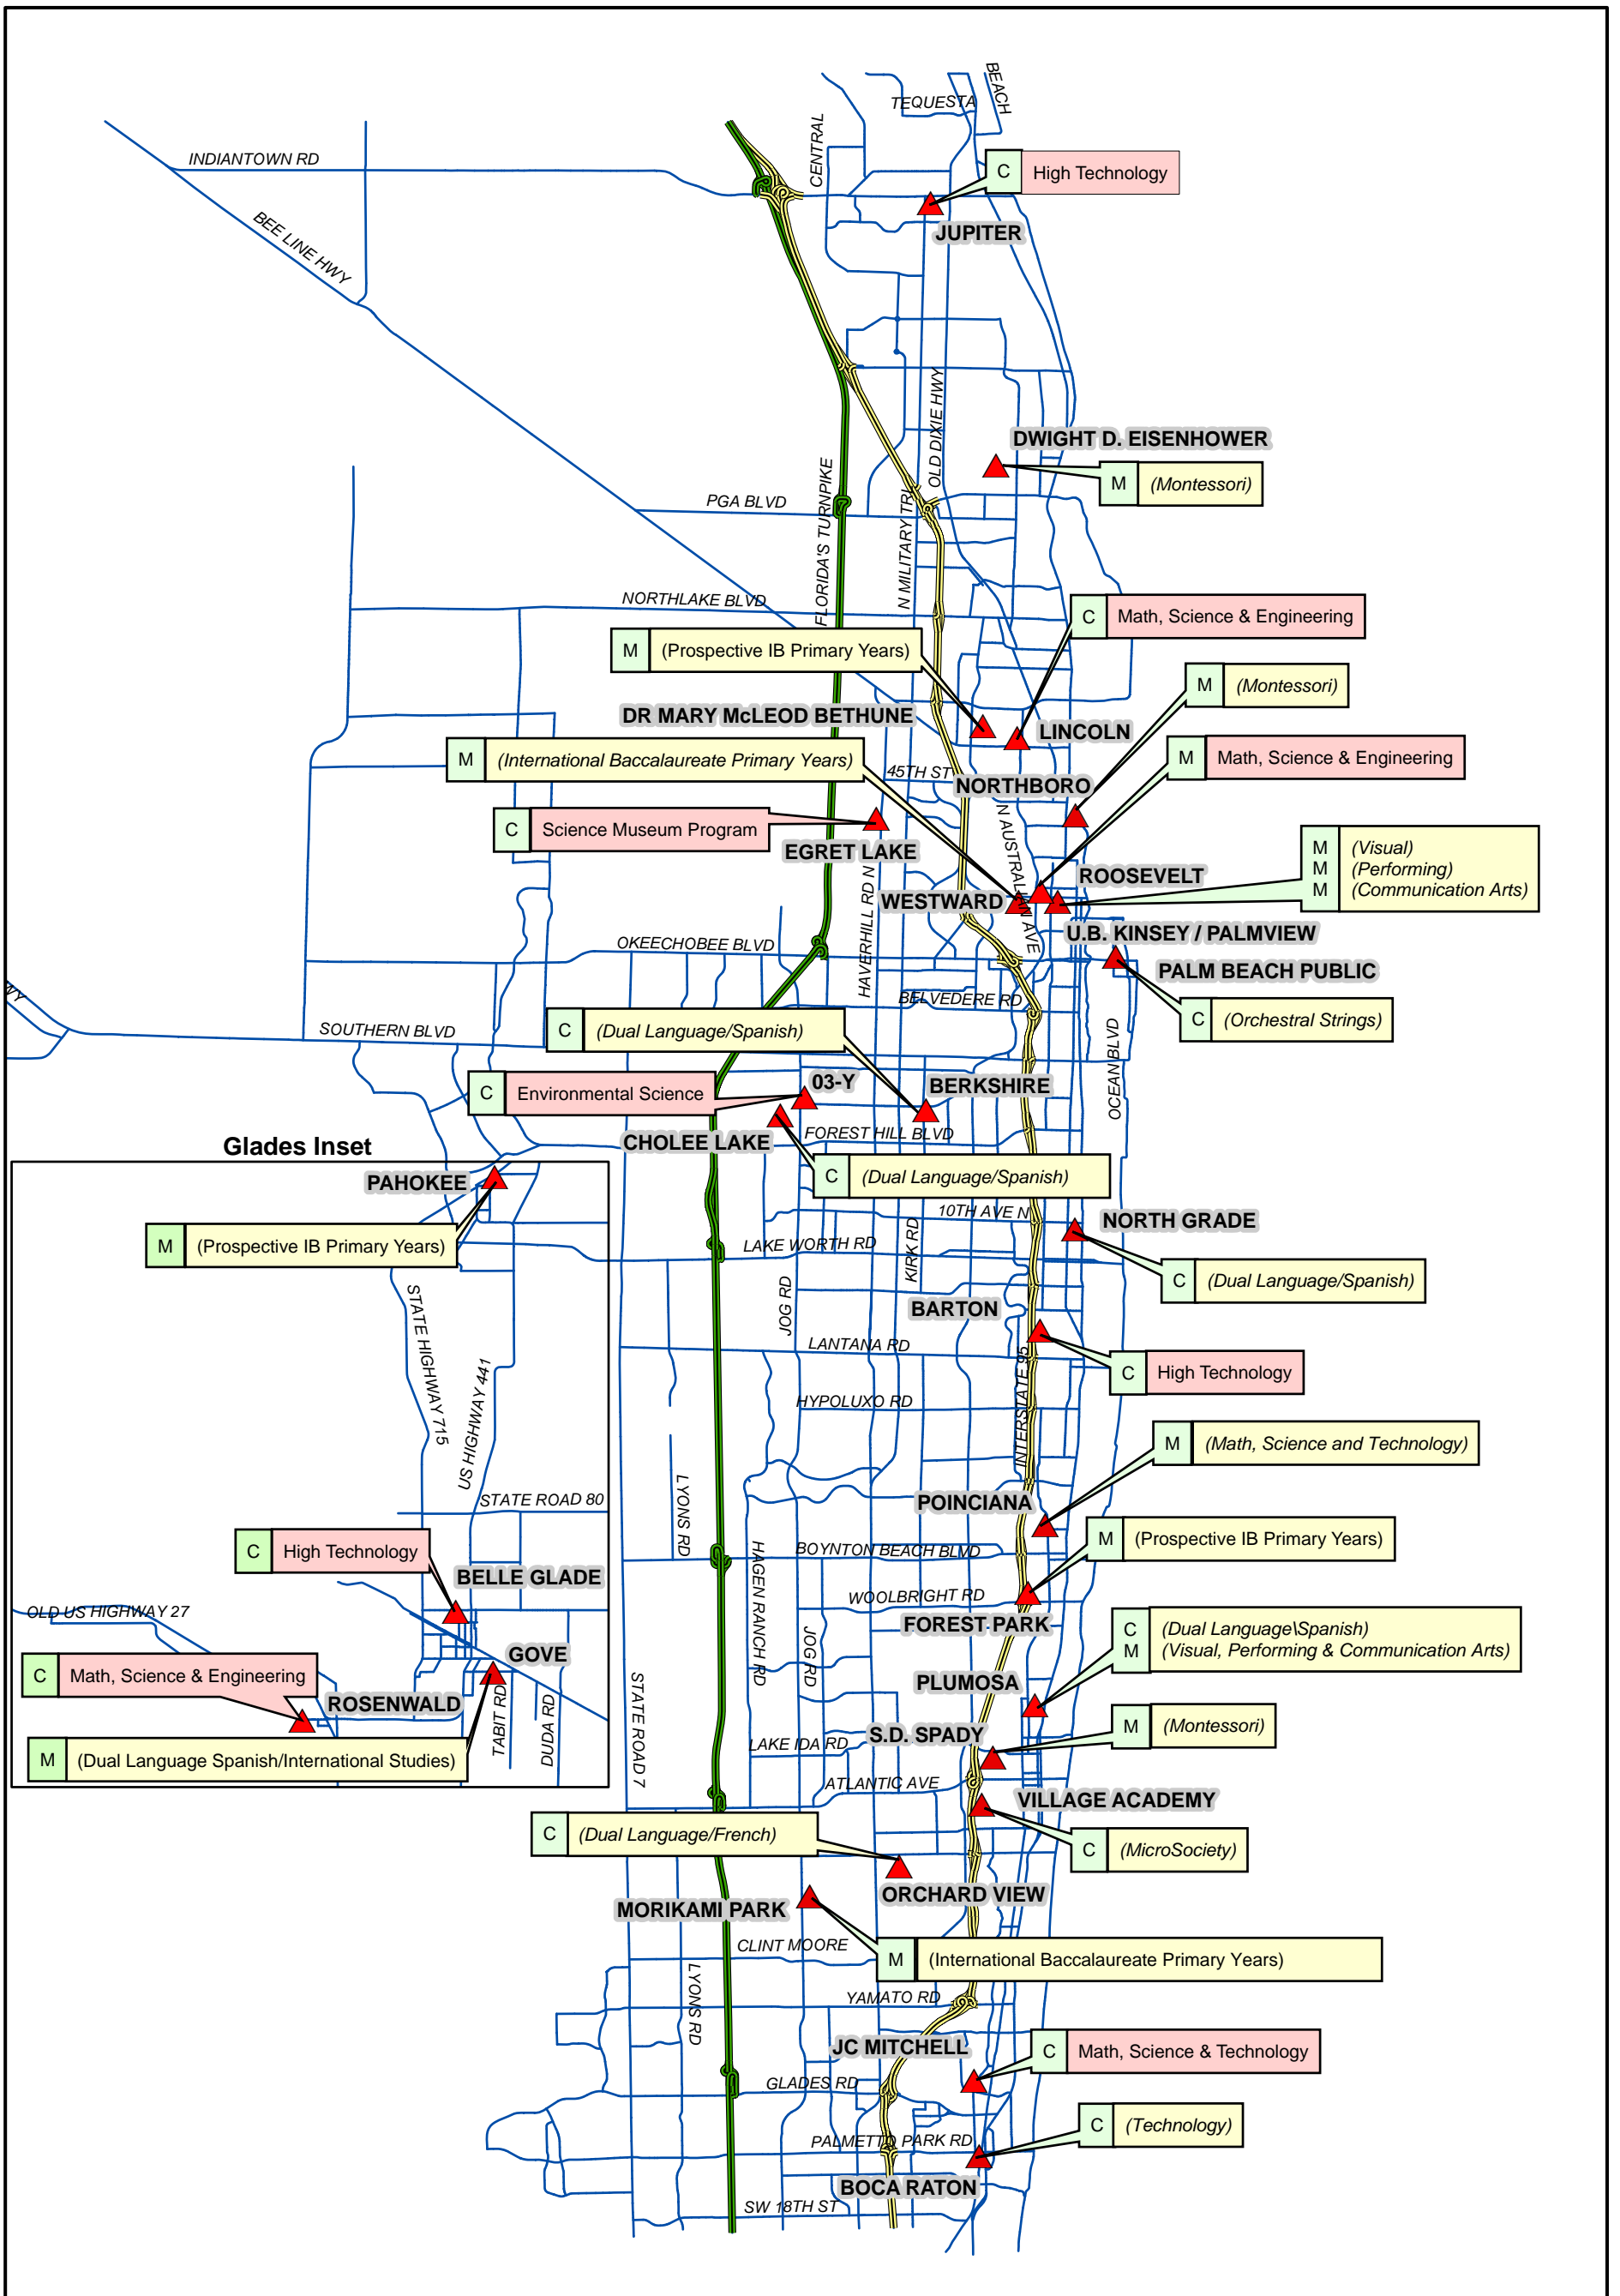 BEACH
TEQUESTA
CENTRAL
INDIANTOWN RD
C High Technology
JUPITER
BEE LINE HWY
OLD DIXIE HWY
DWIGHT D. EISENHOWER
M (Montessori)
FLORIDA'S TURNPIKE
N MILITARY TRL
PGA BLVD
NORTHLAKE BLVD
C Math, Science & Engineering
M (Prospective IB Primary Years)
M (Montessori)
DR MARY McLEOD BETHUNE
LINCOLN
M (International Baccalaureate Primary Years)
M Math, Science & Engineering
45TH ST
NORTHBORO
N AUSTRALIAN AVE
C Science Museum Program
EGRET LAKE
M (Visual)
M (Performing)
M (Communication Arts)
HAVERHILL RD N
ROOSEVELT
WESTWARD
U.B. KINSEY / PALMVIEW
OKEECHOBEE BLVD
PALM BEACH PUBLIC
WY
BELVEDERE RD
C (Orchestral Strings)
SOUTHERN BLVD
C (Dual Language/Spanish)
OCEAN BLVD
C Environmental Science
03-Y
BERKSHIRE
CHOLEE LAKE
FOREST HILL BLVD
Glades Inset
C (Dual Language/Spanish)
PAHOKEE
10TH AVE N
NORTH GRADE
M (Prospective IB Primary Years)
LAKE WORTH RD
KIRK RD
C (Dual Language/Spanish)
JOG RD
BARTON
STATE HIGHWAY 715
US HIGHWAY 441
LANTANA RD
INTERSTATE 95
C High Technology
HYPOLUXO RD
M (Math, Science and Technology)
LYONS RD
STATE ROAD 80
POINCIANA
C High Technology
M (Prospective IB Primary Years)
HAGEN RANCH RD
BOYNTON BEACH BLVD
BELLE GLADE
WOOLBRIGHT RD
OLD US HIGHWAY 27
FOREST PARK
C (Dual Language\Spanish)
M (Visual, Performing & Communication Arts)
JOG RD
GOVE
C Math, Science & Engineering
STATE ROAD 7
PLUMOSA
ROSENWALD
TABIT RD
DUDA RD
M (Montessori)
S.D. SPADY
LAKE IDA RD
M (Dual Language Spanish/International Studies)
ATLANTIC AVE
VILLAGE ACADEMY
C (Dual Language/French)
C (MicroSociety)
ORCHARD VIEW
MORIKAMI PARK
CLINT MOORE
M (International Baccalaureate Primary Years)
LYONS RD
YAMATO RD
JC MITCHELL
C Math, Science & Technology
GLADES RD
C (Technology)
PALMETTO PARK RD
BOCA RATON
SW 18TH ST